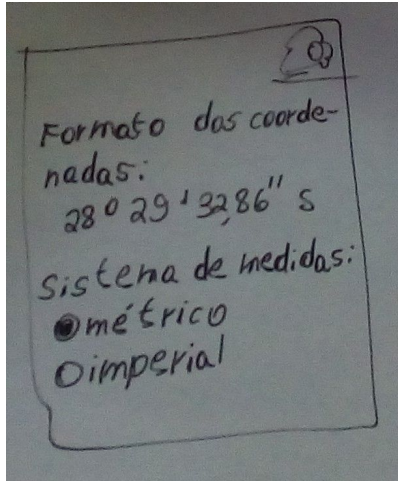 Formato das coorde-
nadas:
28° 29' 32,86" S
Sistema de medidas:
métrico
imperial